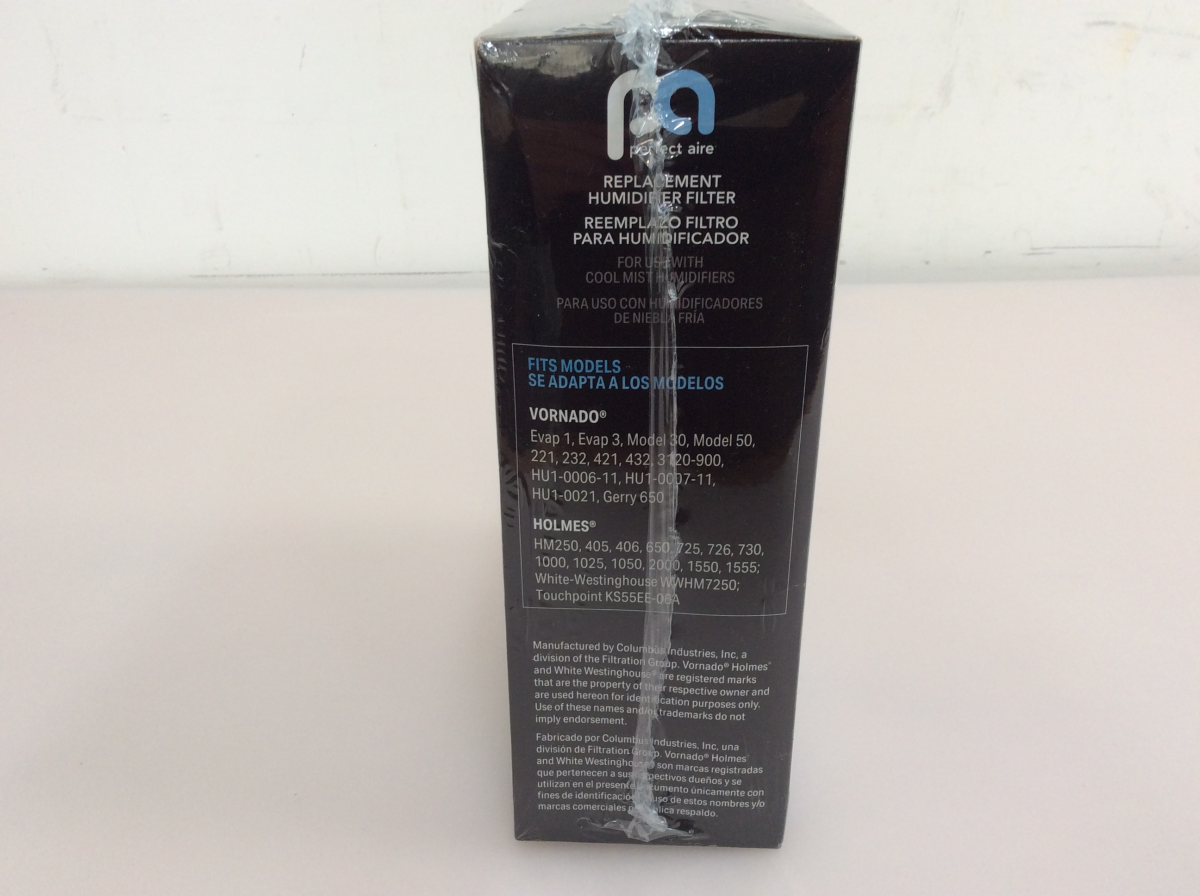 pa
perfect aire
REPLACEMENT
HUMIDIFIER FILTER
REEMPLAZO FILTRO
PARA HUMIDIFICADOR
FOR USE WITH
COOL MIST HUMIDIFIERS
PARA USO CON HUMIDIFICADORES
DE NIEBLA FRÍA
FITS MODELS
SE ADAPTA A LOS MODELOS
VORNADO®
Evap 1, Evap 3, Model 30, Model 50,
221, 232, 421, 432, 3120-900,
HU1-0006-11, HU1-0007-11,
HU1-0021, Gerry 650
HOLMES®
HM250, 405, 406, 650, 725, 726, 730,
1000, 1025, 1050, 2000, 1550, 1555;
White-Westinghouse WWHM7250;
Touchpoint KS55EE-06A
Manufactured by Columbus Industries, Inc, a
division of the Filtration Group. Vornado® Holmes®
and White Westinghouse® are registered marks
that are the property of their respective owner and
are used hereon for identification purposes only.
Use of these names and/or trademarks do not
imply endorsement.
Fabricado por Columbus Industries, Inc, una
división de Filtration Group. Vornado® Holmes®
and White Westinghouse® son marcas registradas
que pertenecen a sus respectivos dueños y se
utilizan en el presente documento únicamente con
fines de identificación. uso de estos nombres y/o
marcas comerciales respaldo.